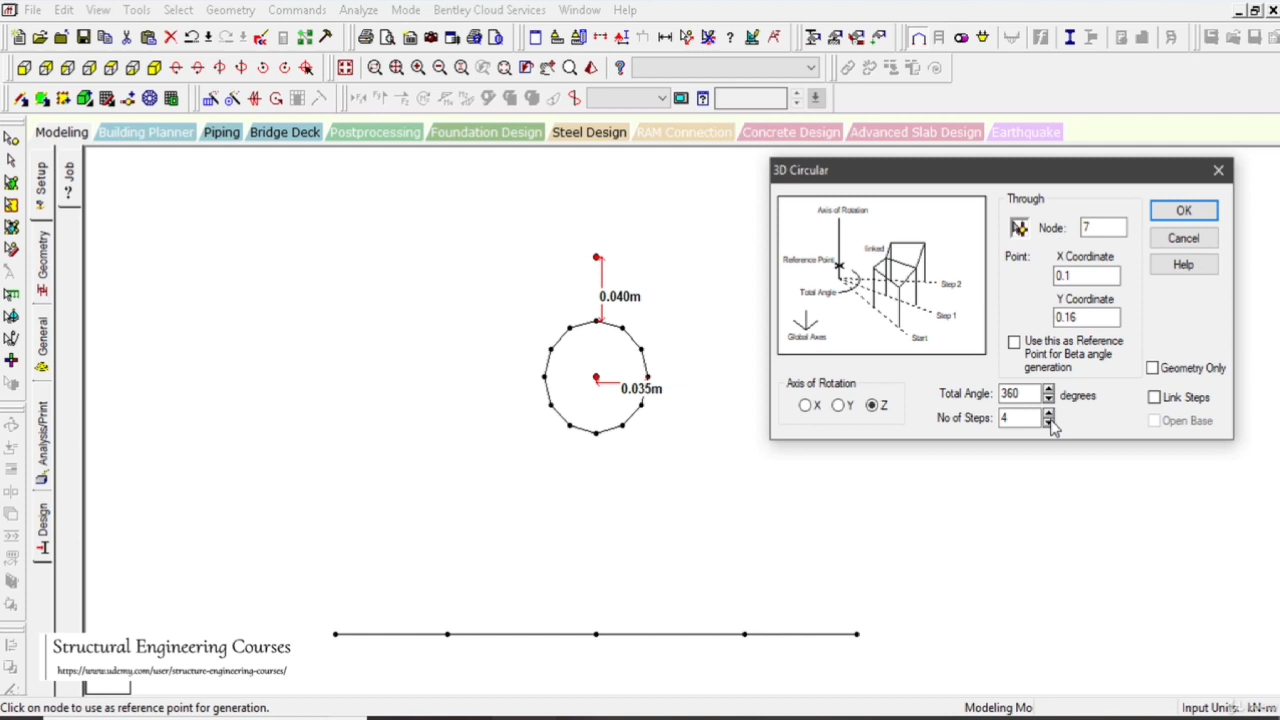 File Edit View Tools Select Geometry Commands Analyze Mode Bentley Cloud Services Window Help
Modeling Building Planner Piping Bridge Deck Postprocessing Foundation Design Steel Design RAM Connection Concrete Design Advanced Slab Design Earthquake
Setup
Geometry
General
Analysis/Print
Design
Job
0.040m
0.035m
3D Circular
Axis of Rotation
Reference Point
Total Angle
linked
Step 2
Step 1
Start
Global Axes
Through
Node: 7
Point:
X Coordinate
0.1
Y Coordinate
0.16
Use this as Reference
Point for Beta angle
generation
OK
Cancel
Help
Geometry Only
Link Steps
Open Base
Axis of Rotation
X Y Z
Total Angle: 360 degrees
No of Steps: 4
Structural Engineering Courses
https://www.udemy.com/user/structure-engineering-courses/
Click on node to use as reference point for generation.
Modeling Mo
Input Units: kN-m